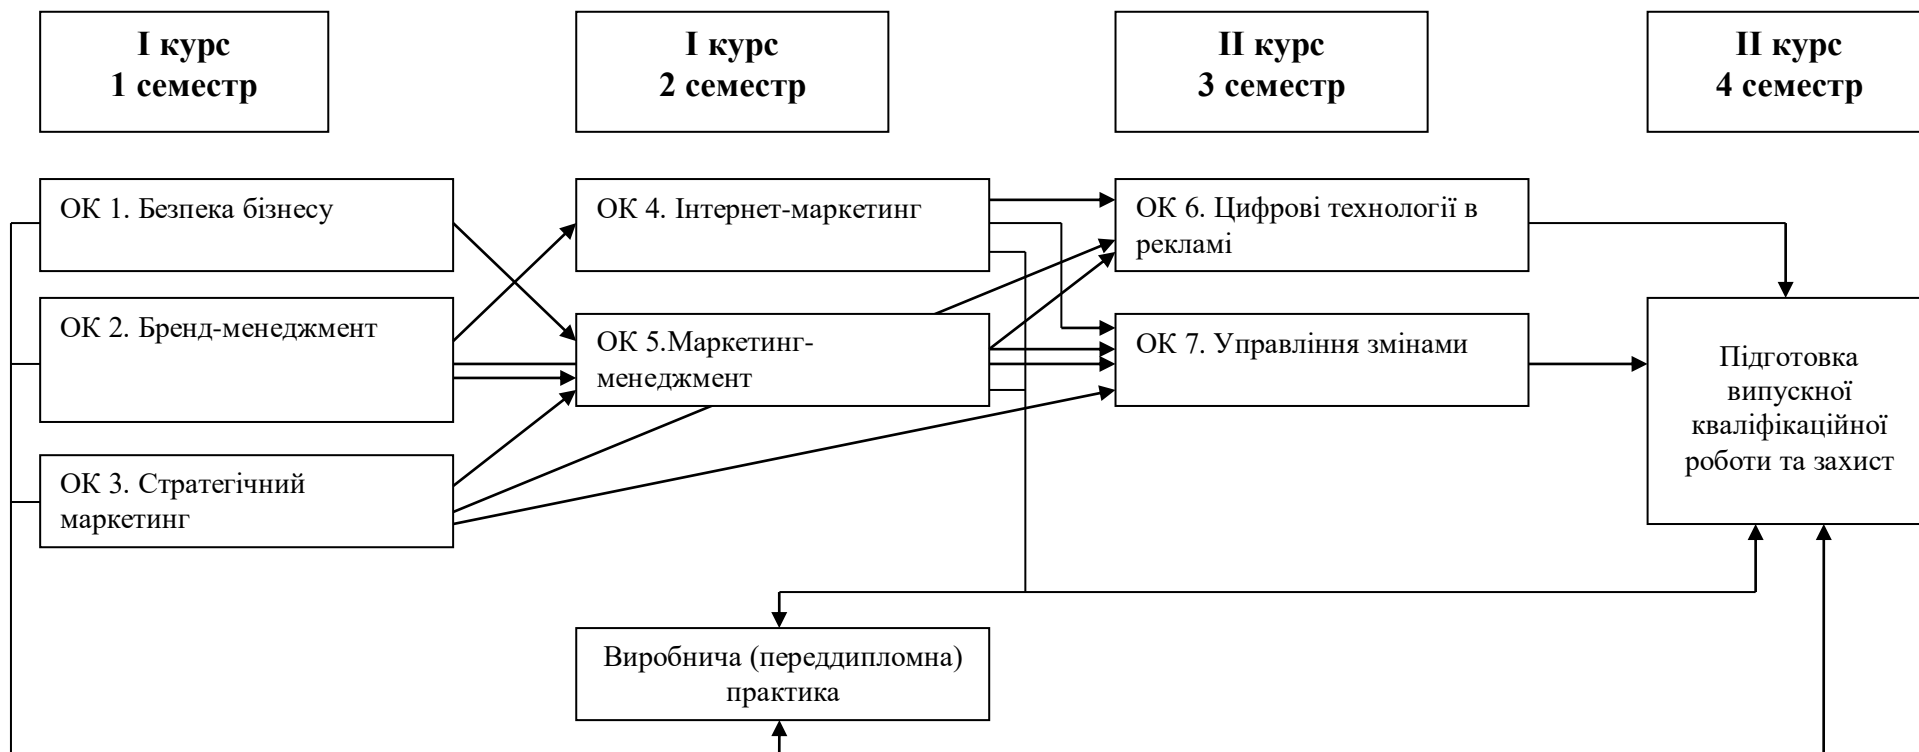 І курс
1 семестр
І курс
2 семестр
ІІ курс
3 семестр
ІІ курс
4 семестр
ОК 1. Безпека бізнесу
ОК 2. Бренд-менеджмент
ОК 3. Стратегічний
маркетинг
ОК 4. Інтернет-маркетинг
ОК 5.Маркетинг-
менеджмент
ОК 6. Цифрові технології в
рекламі
ОК 7. Управління змінами
Підготовка
випускної
кваліфікаційної
роботи та захист
Виробнича (переддипломна)
практика